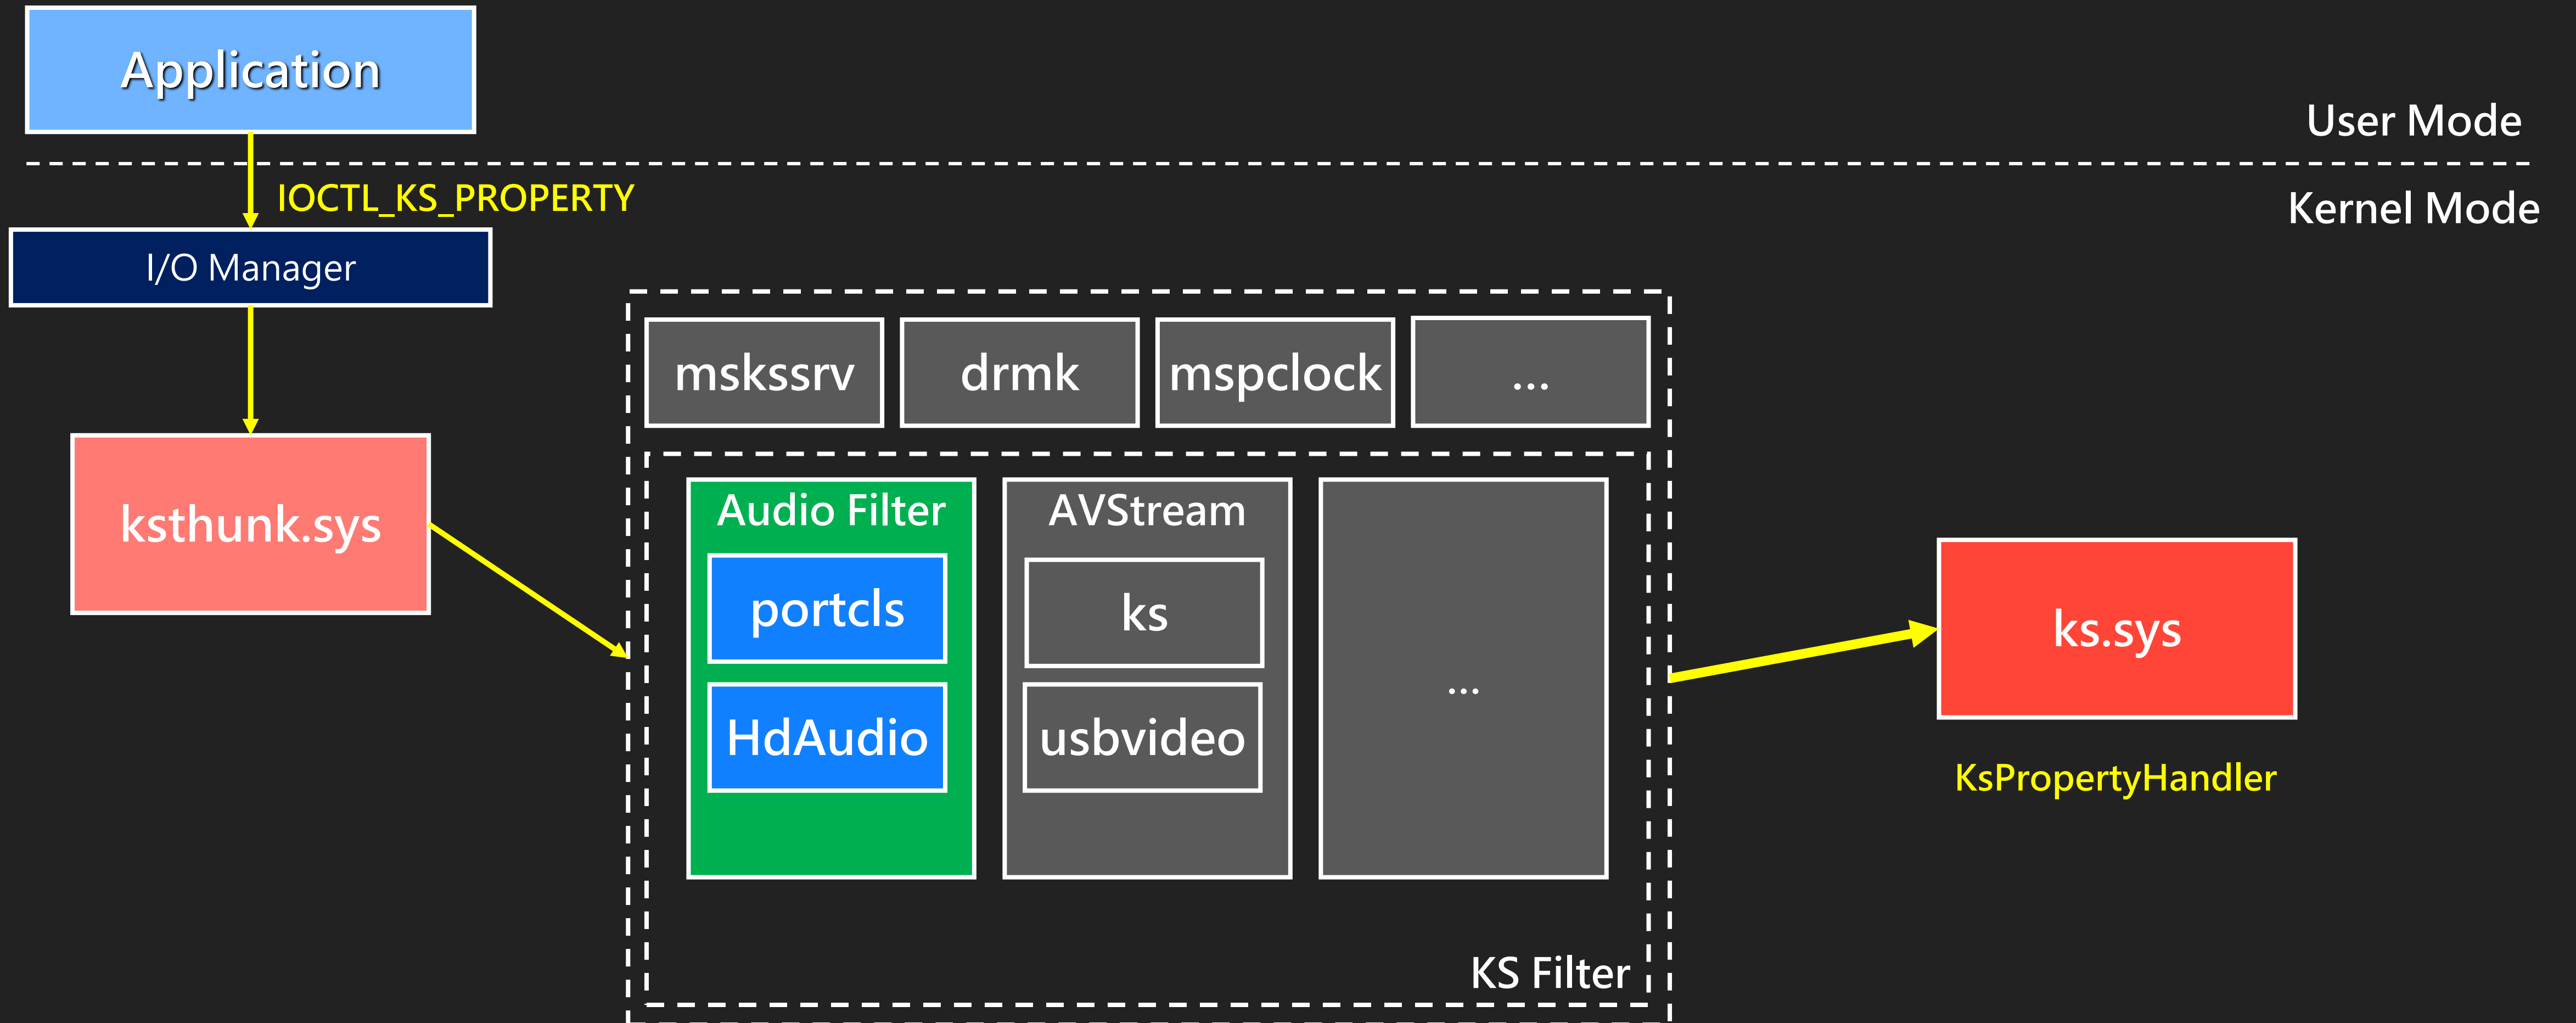 Application
User Mode
IOCTL_KS_PROPERTY
Kernel Mode
I/O Manager
mskssrv
drmk
mspclock
...
ksthunk.sys
Audio Filter
portcls
HdAudio
AVStream
ks
usbvideo
...
KS Filter
ks.sys
KsPropertyHandler